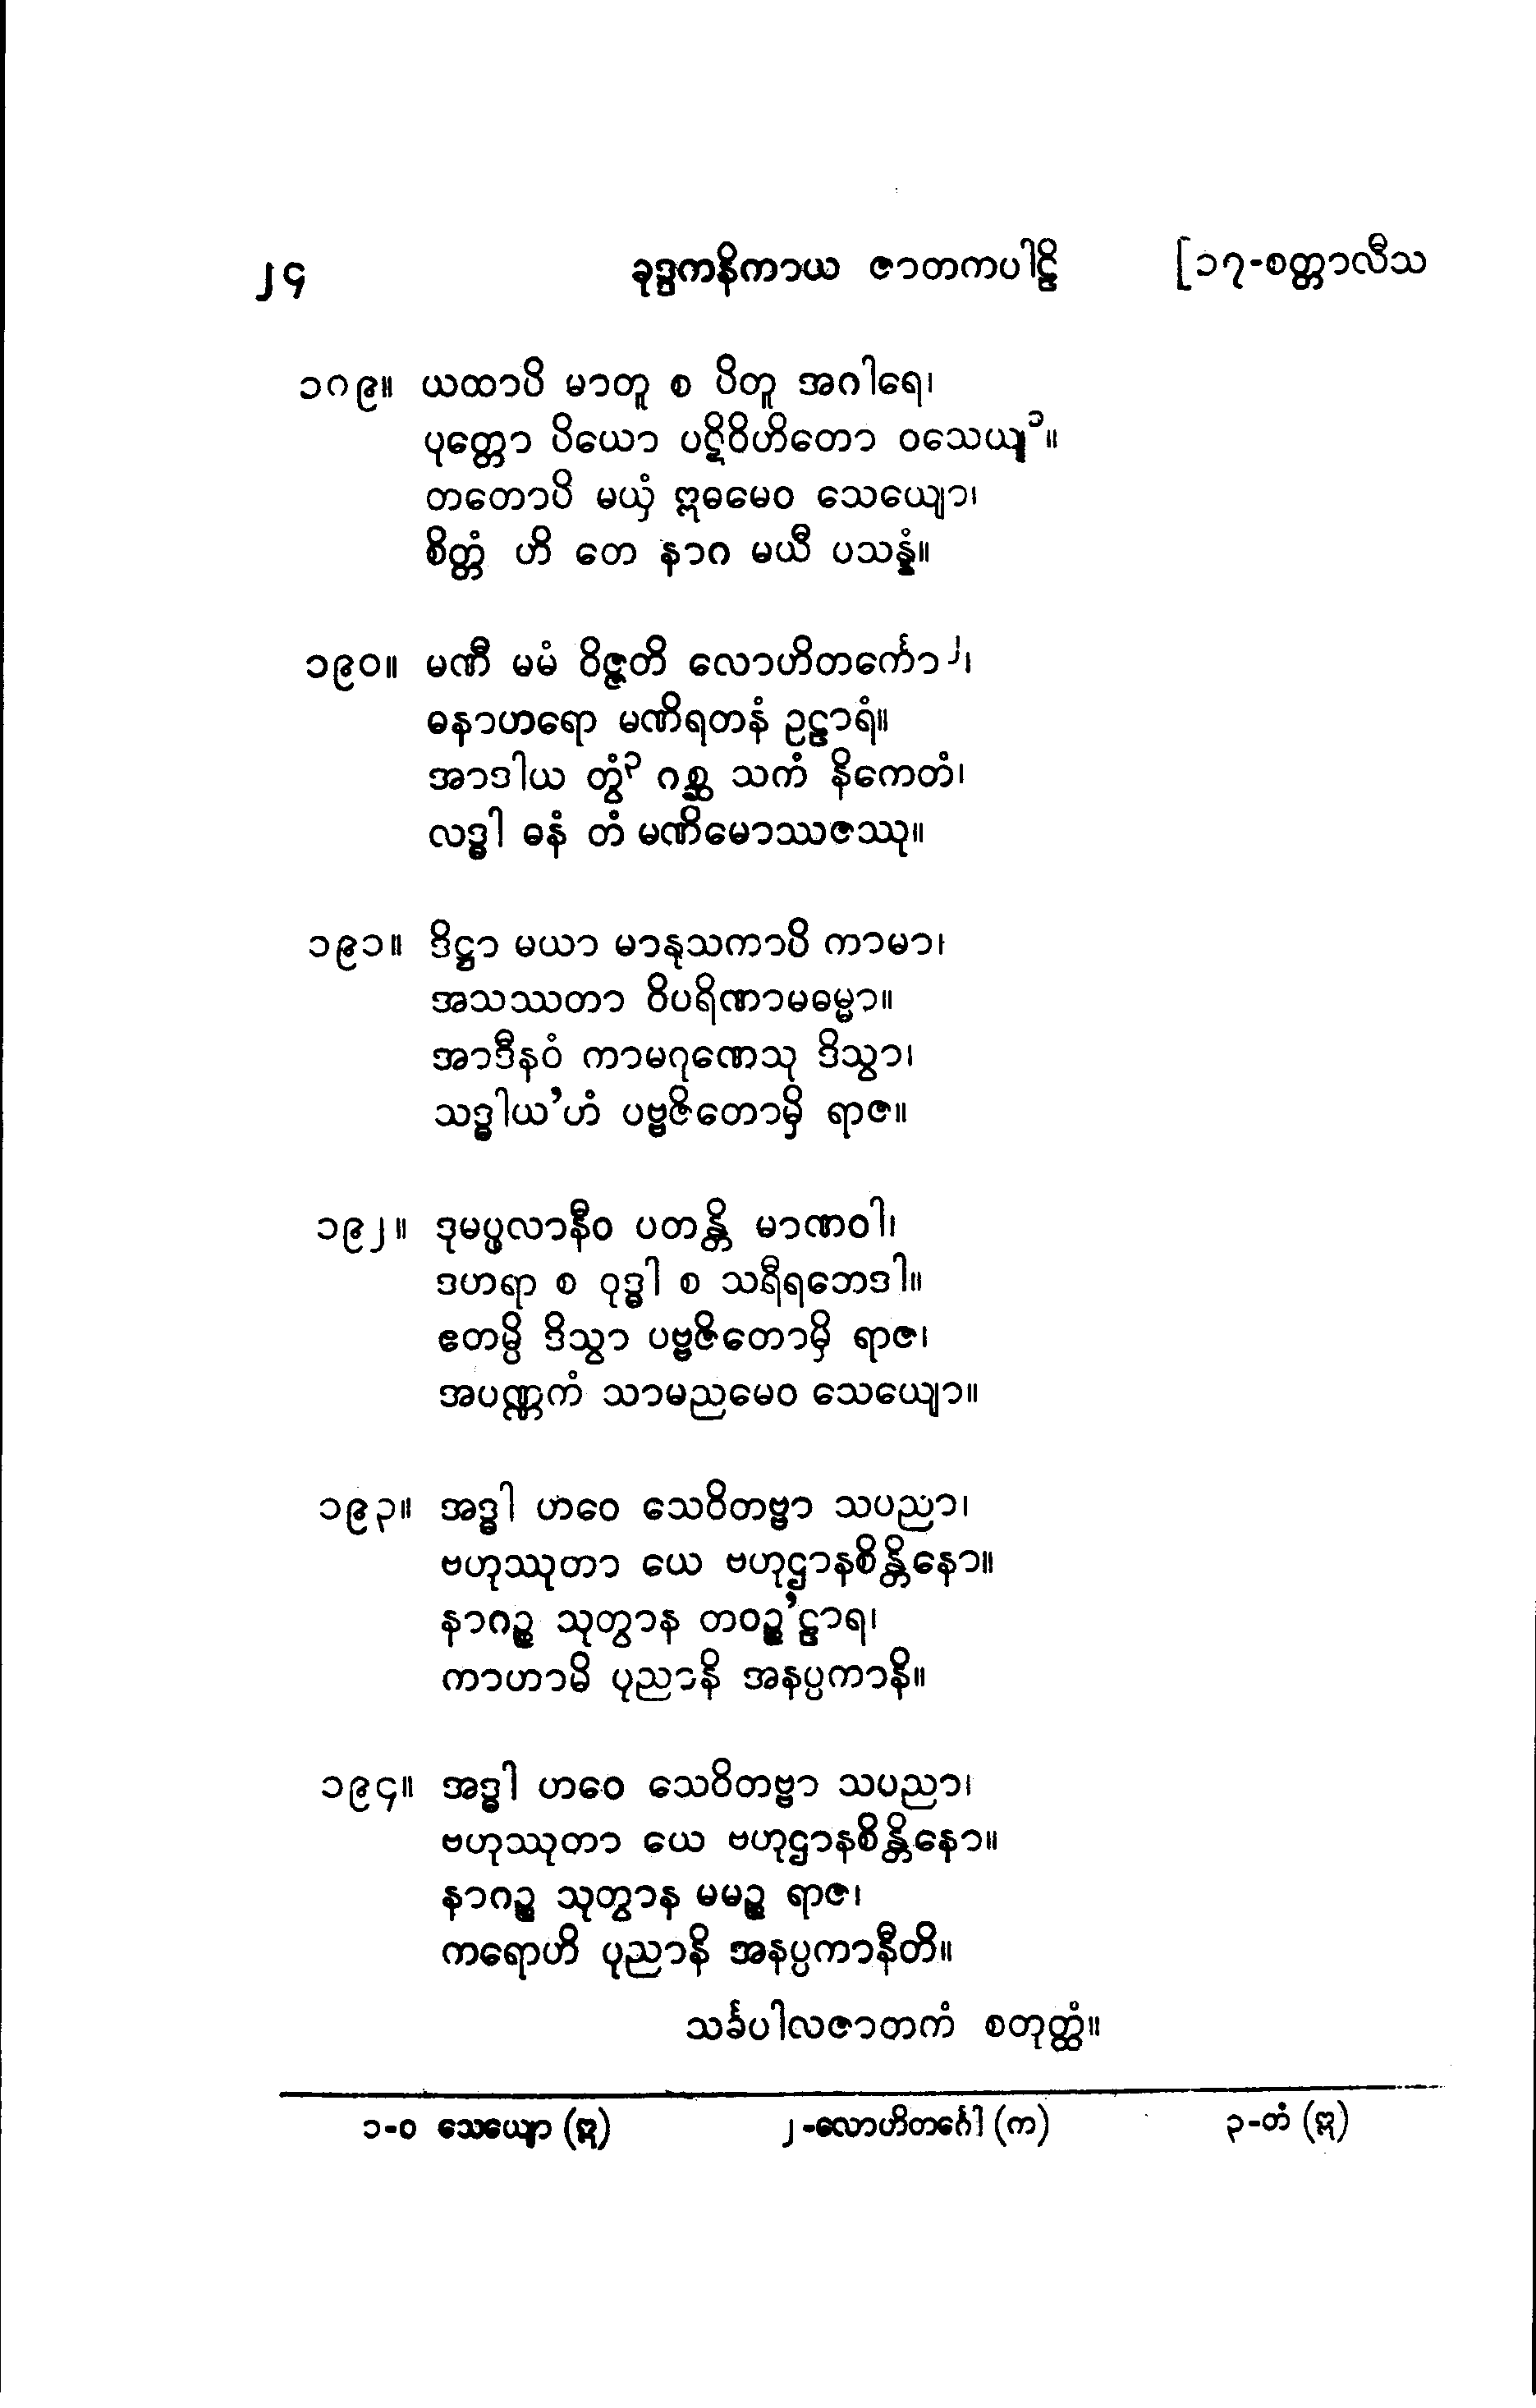 ၂၄ ခုဒ္ဒကနိကာယ ဇာတကပါဠိ [၁၇-စတ္တာလီသ
၁၈၉။ ယထာပိ မာတူ စ ပိတူ အဂါရေ၊
ပုတ္တော ပိယော ပဋိဝိဟိတော ဝသေယျ၁။
တတောပိ မယှံ ဣဓမေဝ သေယျော၊
စိတ္တံ ဟိ တေ နာဂ မယီ ပသန္နံ။
၁၉၀။ မဏီ မမံ ဝိဇ္ဇတိ လောဟိတင်္ကော၂၊
ဓနာဟရော မဏိရတနံ ဥဠာရံ။
အာဒါယ တွံ၃ ဂစ္ဆ သကံ နိကေတံ၊
လဒ္ဓါ ဓနံ တံ မဏိမောဿဇဿု။
၁၉၁။ ဒိဋ္ဌာ မယာ မာနုသကာပိ ကာမာ၊
အသဿတာ ဝိပရိဏာမဓမ္မာ။
အာဒီနဝံ ကာမဂုဏေသု ဒိသွာ၊
သဒ္ဓါယ’ဟံ ပဗ္ဗဇိတောမှိ ရာဇ။
၁၉၂။ ဒုမပ္ဖလာနီဝ ပတန္တိ မာဏဝါ၊
ဒဟရာ စ ဝုဒ္ဓါ စ သရီရဘေဒါ။
ဧတမ္ပိ ဒိသွာ ပဗ္ဗဇိတောမှိ ရာဇ၊
အပဏ္ဏကံ သာမညမေဝ သေယျော။
၁၉၃။ အဒ္ဓါ ဟဝေ သေဝိတဗ္ဗာ သပညာ၊
ဗဟုဿုတာ ယေ ဗဟုဌာနစိန္တိနော။
နာဂဉ္စ သုတွာန တဝဉ္စ’ဠာရ၊
ကာဟာမိ ပုညာနိ အနပ္ပကာနိ။
၁၉၄။ အဒ္ဓါ ဟဝေ သေဝိတဗ္ဗာ သပညာ၊
ဗဟုဿုတာ ယေ ဗဟုဌာနစိန္တိနော။
နာဂဉ္စ သုတွာန မမဉ္စ ရာဇ၊
ကရောဟိ ပုညာနိ အနပ္ပကာနီတိ။
သင်္ခပါလဇာတကံ စတုတ္ထံ။
၁-ဝ သေယျော (ဣ) ၂-လောဟိတင်္ဂေါ (က) ၃-တံ (ဣ)